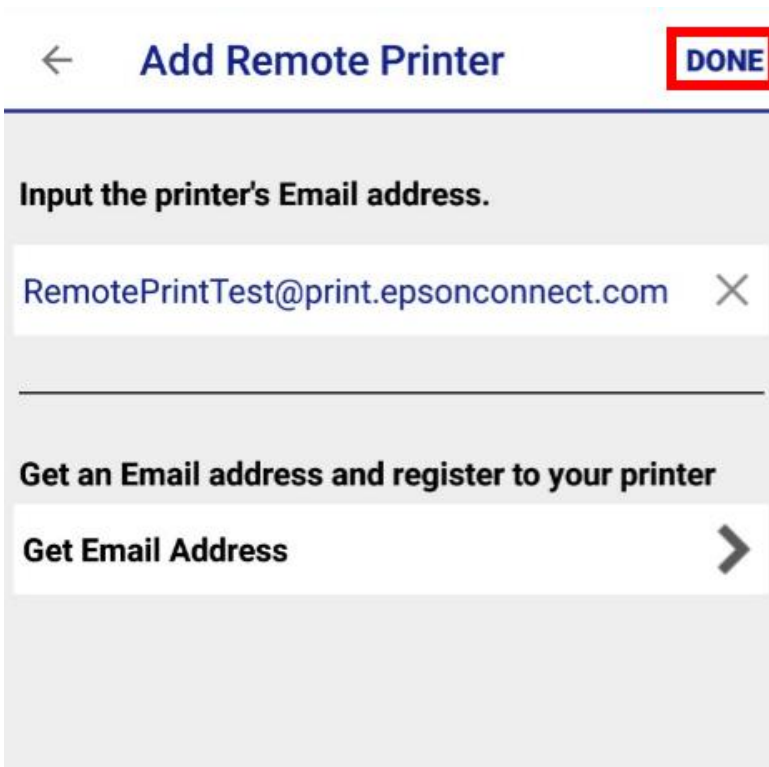 Add Remote Printer DONE
Input the printer's Email address.
RemotePrintTest@print.epsonconnect.com
Get an Email address and register to your printer
Get Email Address